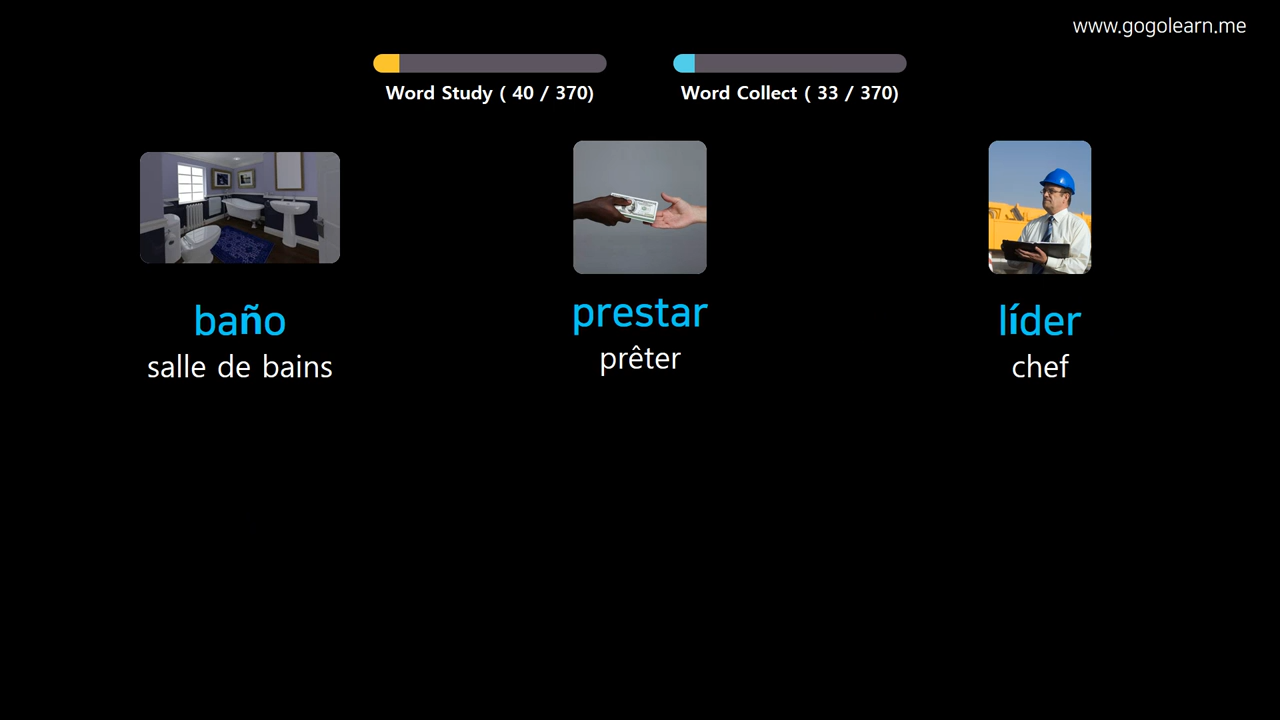 www.gogolearn.me
Word Study ( 40 / 370)
Word Collect ( 33 / 370)
baño
salle de bains
prestar
prêter
líder
chef